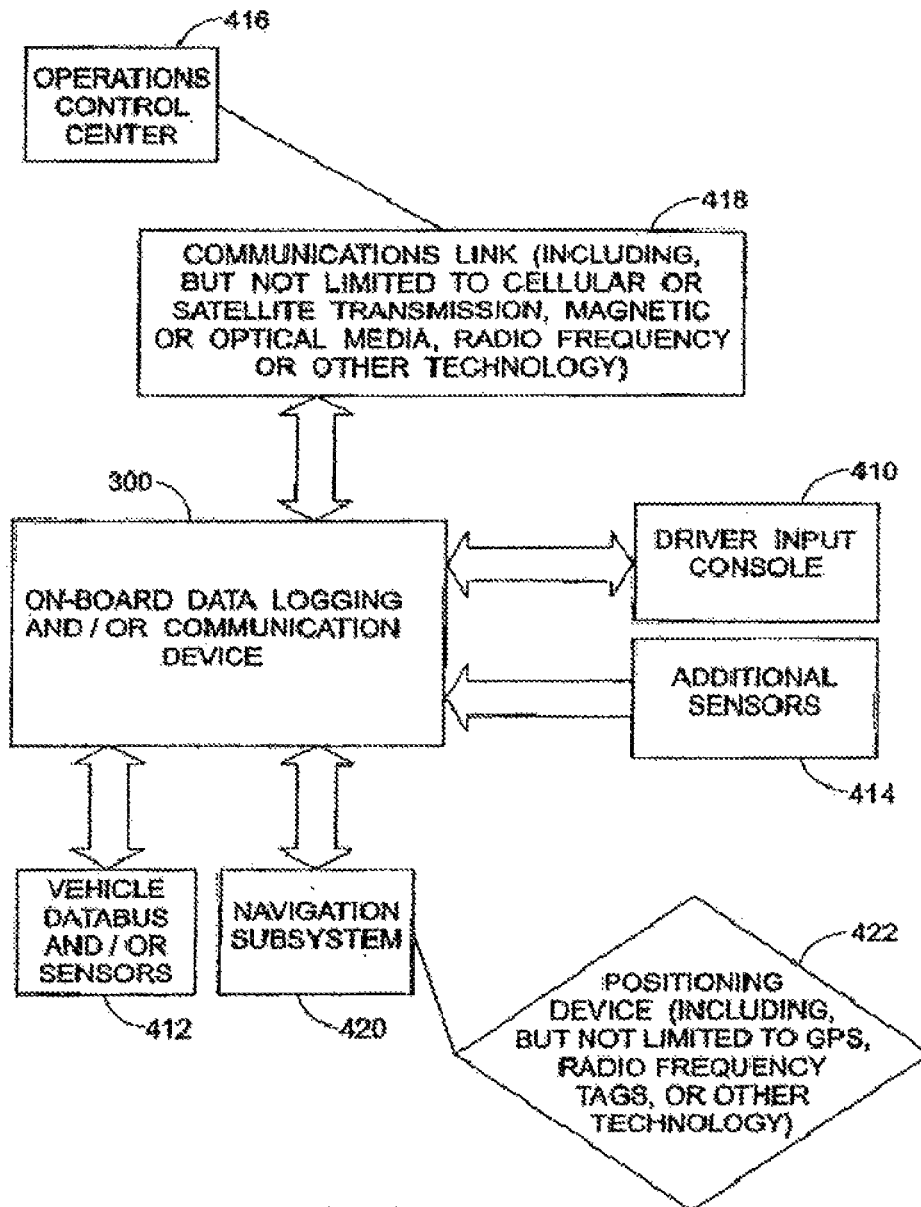 416
OPERATIONS
CONTROL
CENTER
418
COMMUNICATIONS LINK (INCLUDING,
BUT NOT LIMITED TO CELLULAR OR
SATELLITE TRANSMISSION, MAGNETIC
OR OPTICAL MEDIA, RADIO FREQUENCY
OR OTHER TECHNOLOGY)
300
410
DRIVER INPUT
CONSOLE
ON-BOARD DATA LOGGING
AND / OR COMMUNICATION
DEVICE
ADDITIONAL
SENSORS
414
VEHICLE
DATABUS
AND / OR
SENSORS
412
NAVIGATION
SUBSYSTEM
420
422
POSITIONING
DEVICE (INCLUDING,
BUT NOT LIMITED TO GPS,
RADIO FREQUENCY
TAGS, OR OTHER
TECHNOLOGY)